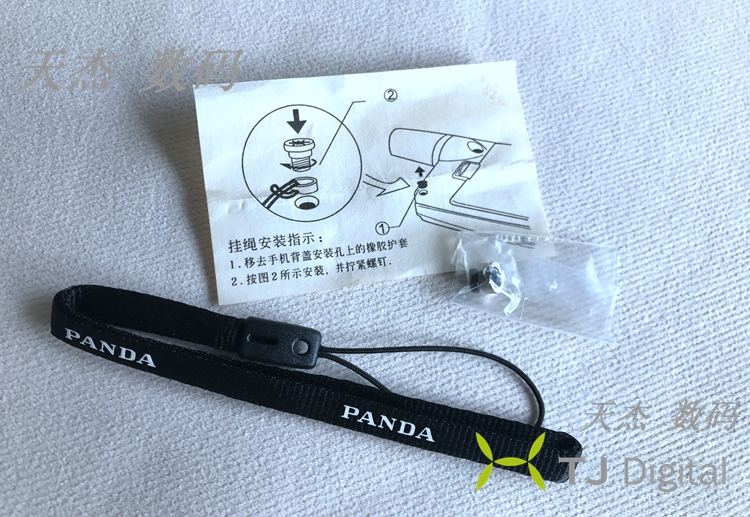 天杰 数码
②
①
挂绳安装指示：
1.移去手机背盖安装孔上的橡胶护套
2.按图2所示安装，并拧紧螺钉.
PANDA
PANDA
天杰 数码
TJ Digital